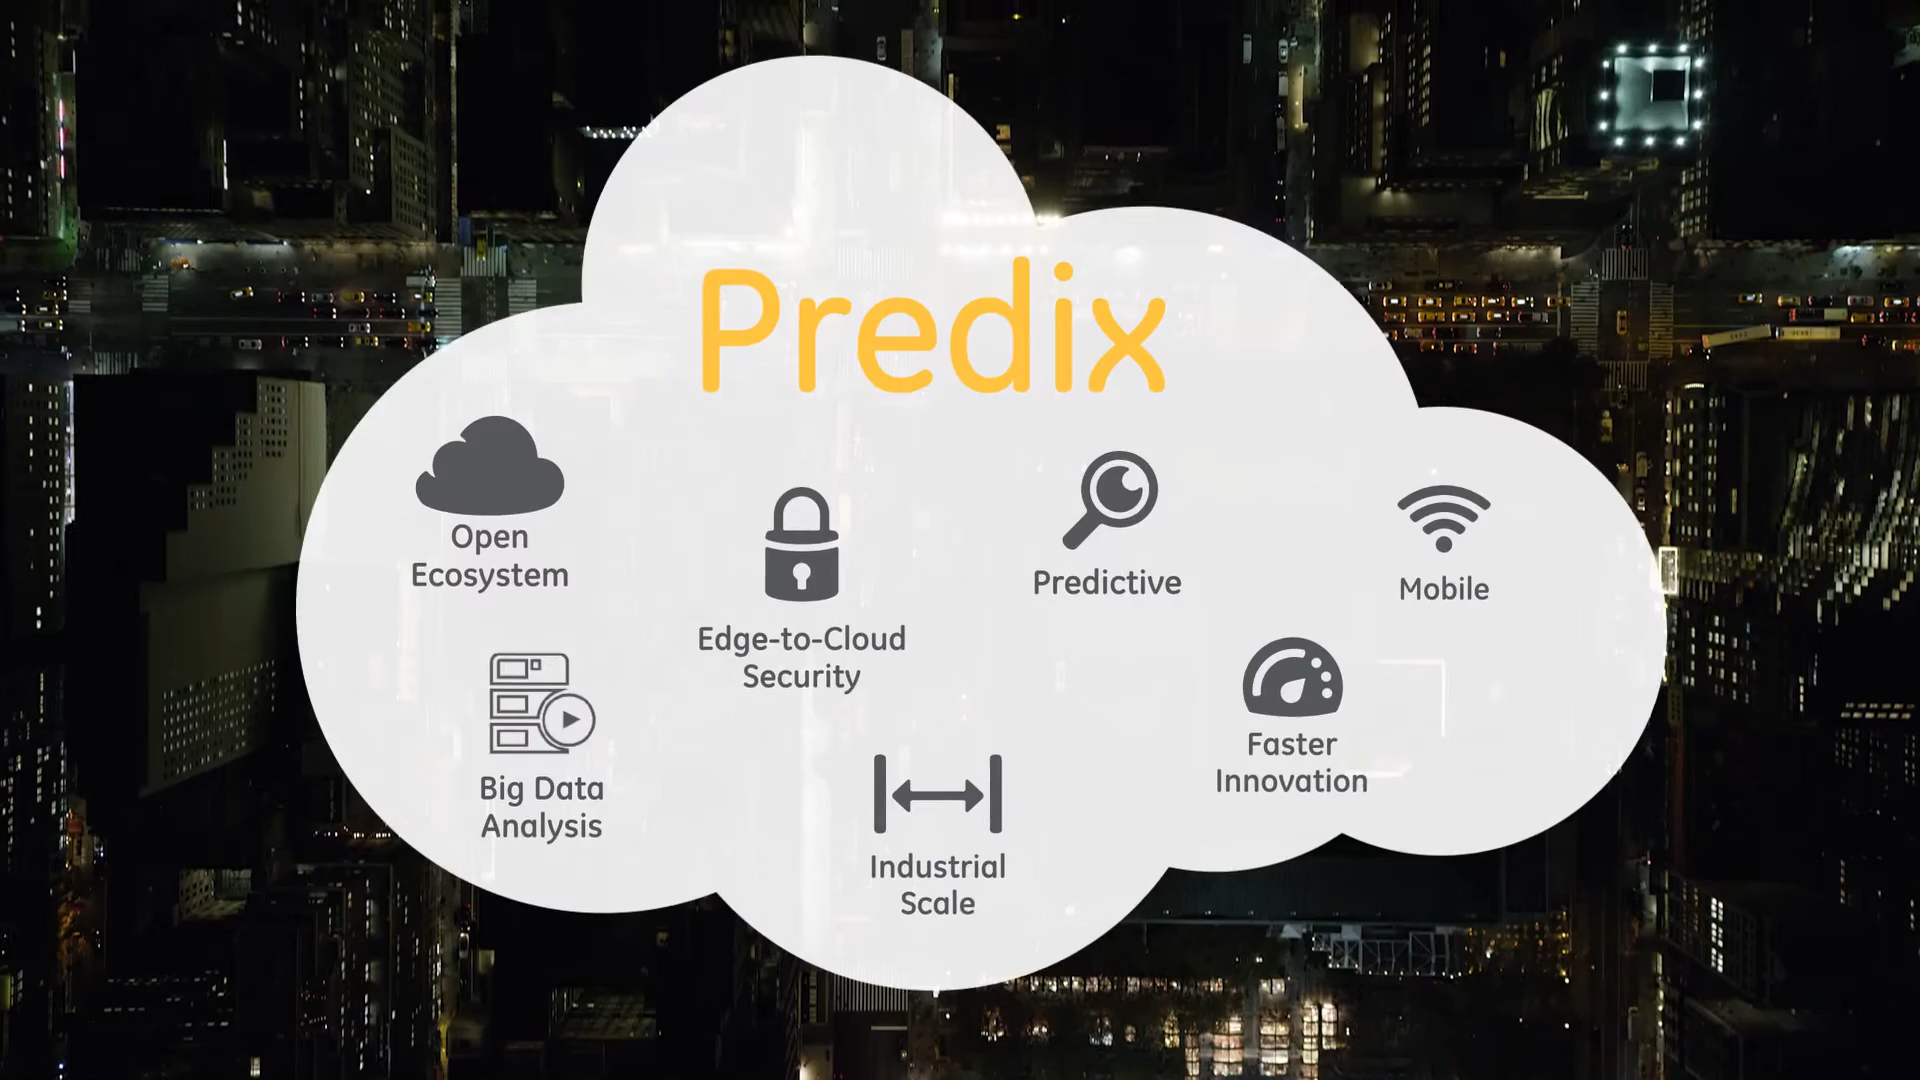 Predix
Open
Ecosystem
Edge-to-Cloud
Security
Predictive
Mobile
Big Data
Analysis
Industrial
Scale
Faster
Innovation